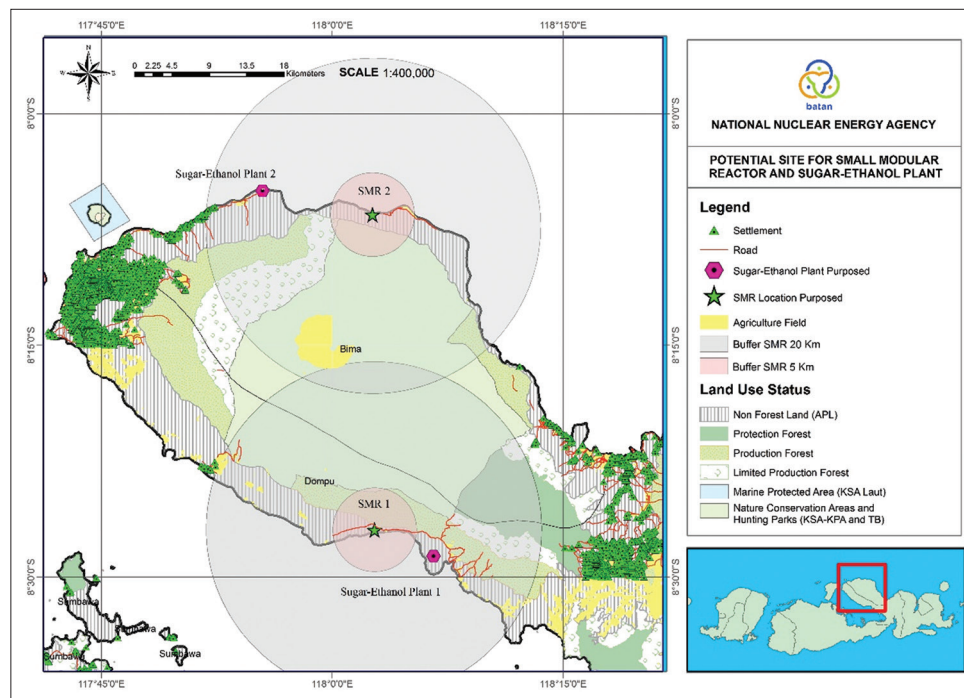 117°45'0"E
118°0'0"E
118°15'0"E
N
W
E
S
0 2.25 4.5 9 13.5 18
Kilometers
SCALE 1:400,000
8°0'0"S
8°0'0"S
Sugar-Ethanol Plant 2
SMR 2
8°15'0"S
8°15'0"S
Bima
Dompu
SMR 1
Sugar-Ethanol Plant 1
8°30'0"S
8°30'0"S
Sumbawa
Sumbawa
Sumbawa
Sumbawa
117°45'0"E
118°0'0"E
118°15'0"E
batan
NATIONAL NUCLEAR ENERGY AGENCY
POTENTIAL SITE FOR SMALL MODULAR
REACTOR AND SUGAR-ETHANOL PLANT
Legend
Settlement
Road
Sugar-Ethanol Plant Purposed
SMR Location Purposed
Agriculture Field
Buffer SMR 20 Km
Buffer SMR 5 Km
Land Use Status
Non Forest Land (APL)
Protection Forest
Production Forest
Limited Production Forest
Marine Protected Area (KSA Laut)
Nature Conservation Areas and
Hunting Parks (KSA-KPA and TB)